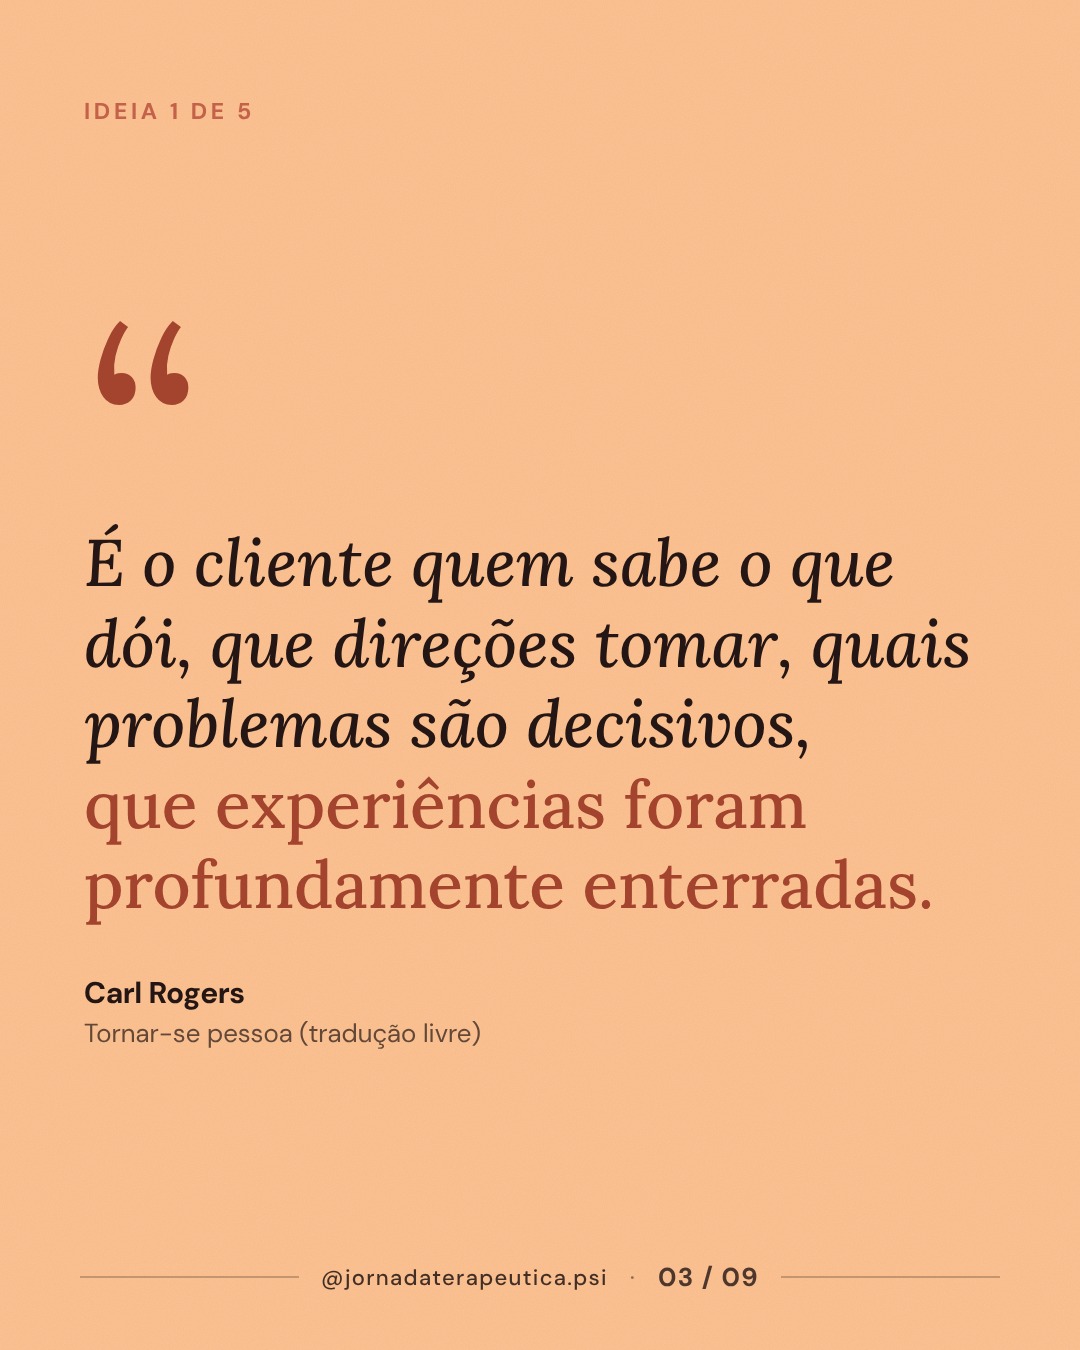 IDEIA 1 DE 5
“
É o cliente quem sabe o que
dói, que direções tomar, quais
problemas são decisivos,
que experiências foram
profundamente enterradas.
Carl Rogers
Tornar-se pessoa (tradução livre)
@jornadaterapeutica.psi · 03 / 09